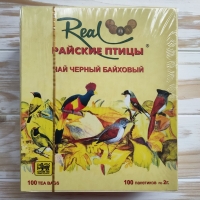 Real
РАЙСКИЕ ПТИЦЫ®
ЧАЙ ЧЕРНЫЙ БАЙХОВЫЙ
100 TEA BAGS
100 пакетиков по 2г.